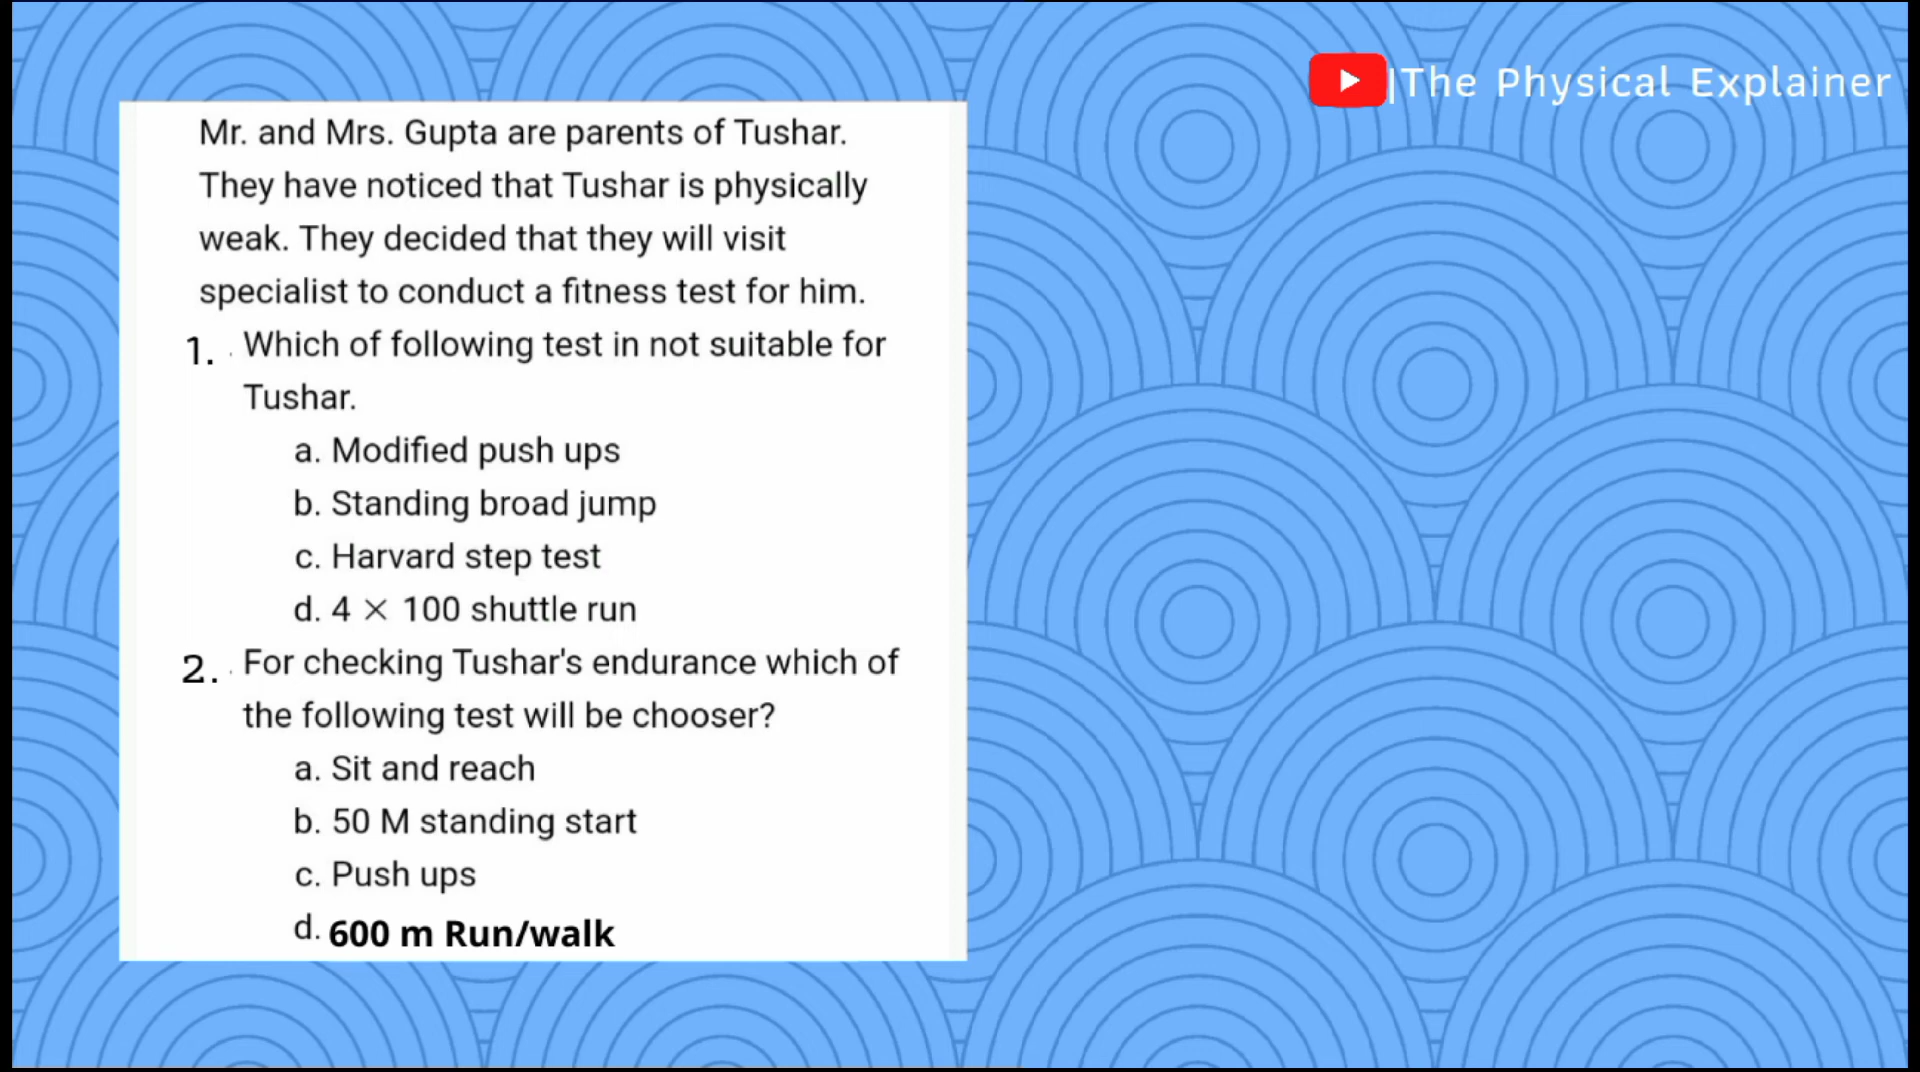 |The Physical Explainer
Mr. and Mrs. Gupta are parents of Tushar.
They have noticed that Tushar is physically
weak. They decided that they will visit
specialist to conduct a fitness test for him.
1. . Which of following test in not suitable for
Tushar.
a. Modified push ups
b. Standing broad jump
c. Harvard step test
d. 4 × 100 shuttle run
2. . For checking Tushar's endurance which of
the following test will be chooser?
a. Sit and reach
b. 50 M standing start
c. Push ups
d. 600 m Run/walk